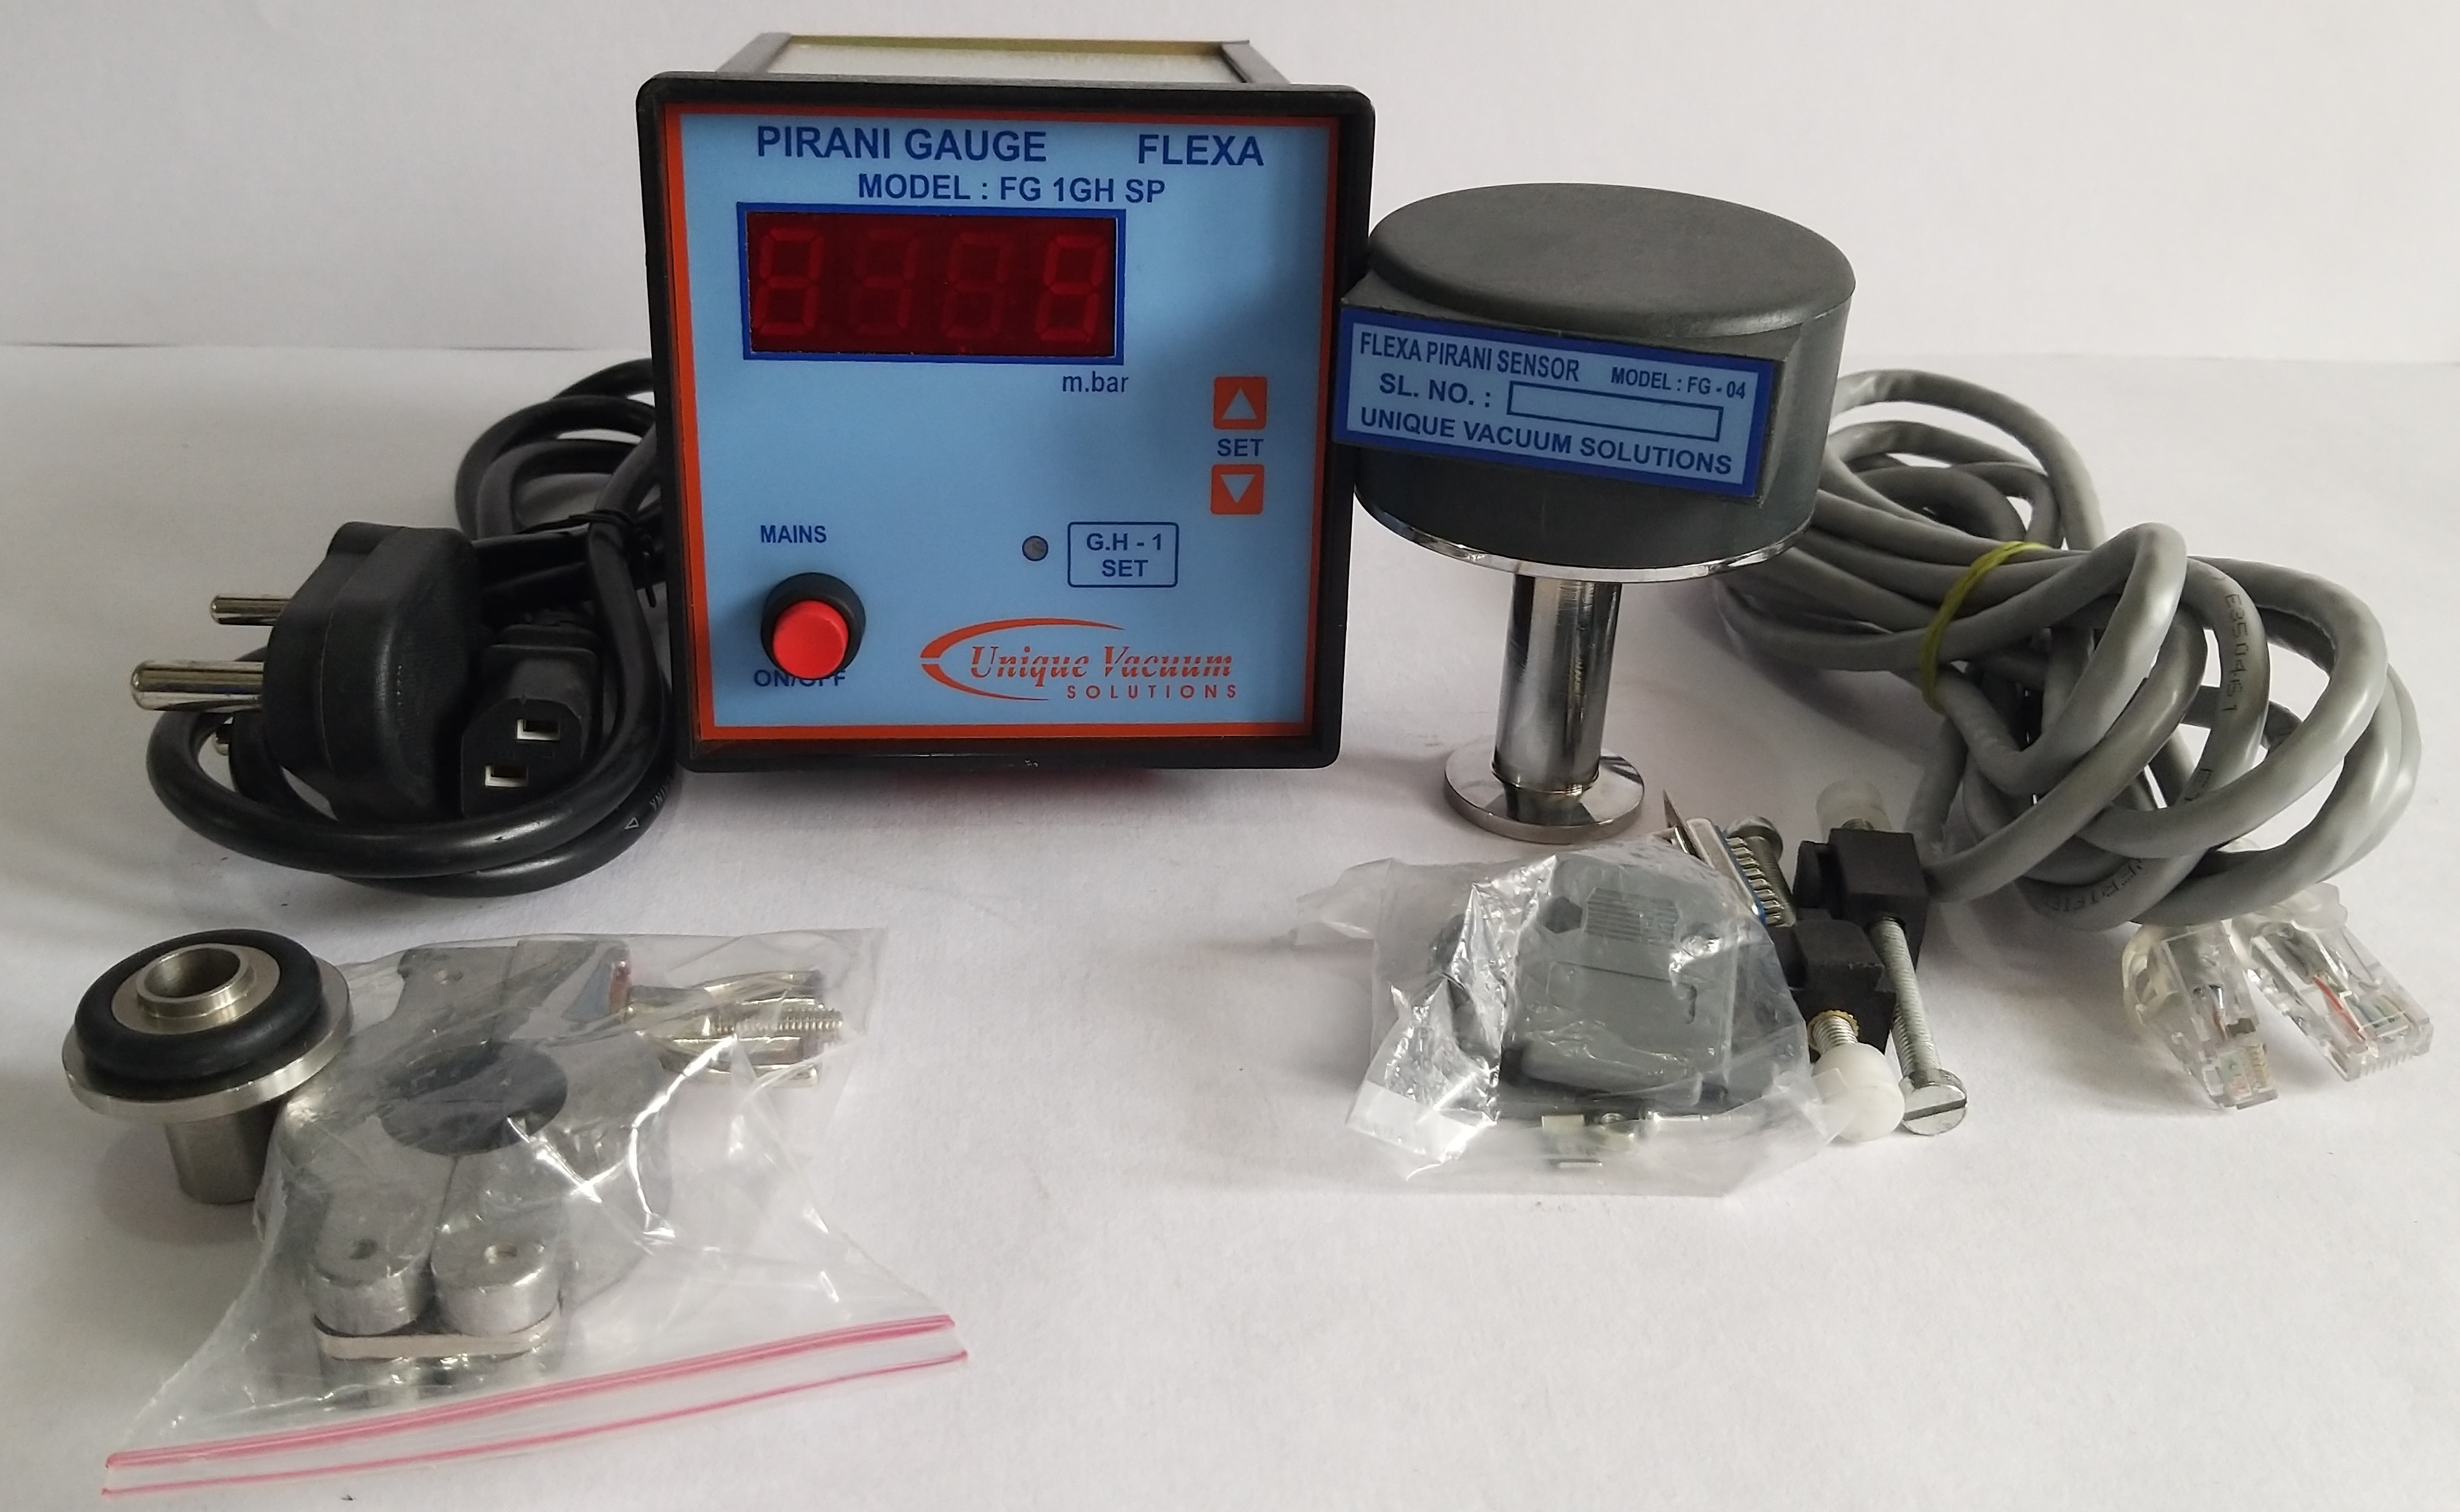 PIRANI GAUGE FLEXA
MODEL : FG 1GH SP
m.bar
SET
MAINS
G.H - 1
SET
ON/OFF
Unique Vacuum
SOLUTIONS
FLEXA PIRANI SENSOR MODEL : FG - 04
SL. NO. :
UNIQUE VACUUM SOLUTIONS